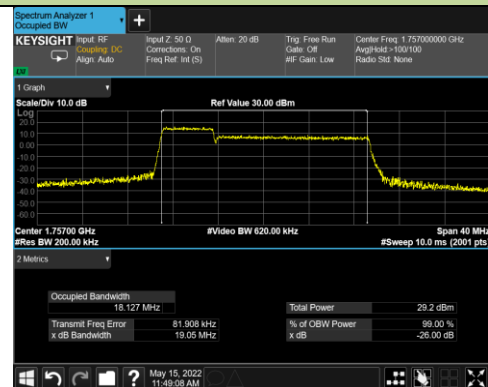 Spectrum Analyzer 1
Occupied BW
KEYSIGHT
Input: RF
Coupling: DC
Align: Auto
Input Z: 50 Ω
Corrections: On
Freq Ref: Int (S)
Atten: 20 dB
Trig: Free Run
Gate: Off
#IF Gain: Low
Center Freq: 1.757000000 GHz
Avg|Hold:>100/100
Radio Std: None
1 Graph
Scale/Div 10.0 dB
Ref Value 30.00 dBm
Log
20.0
10.0
0.00
-10.0
-20.0
-30.0
-40.0
-50.0
-60.0
Center 1.75700 GHz
#Video BW 620.00 kHz
Span 40 MHz
#Res BW 200.00 kHz
#Sweep 10.0 ms (2001 pts)
2 Metrics
Occupied Bandwidth
18.127 MHz
Total Power
29.2 dBm
Transmit Freq Error
81.908 kHz
% of OBW Power
99.00 %
x dB Bandwidth
19.05 MHz
x dB
-26.00 dB
?
May 15, 2022
11:49:08 AM